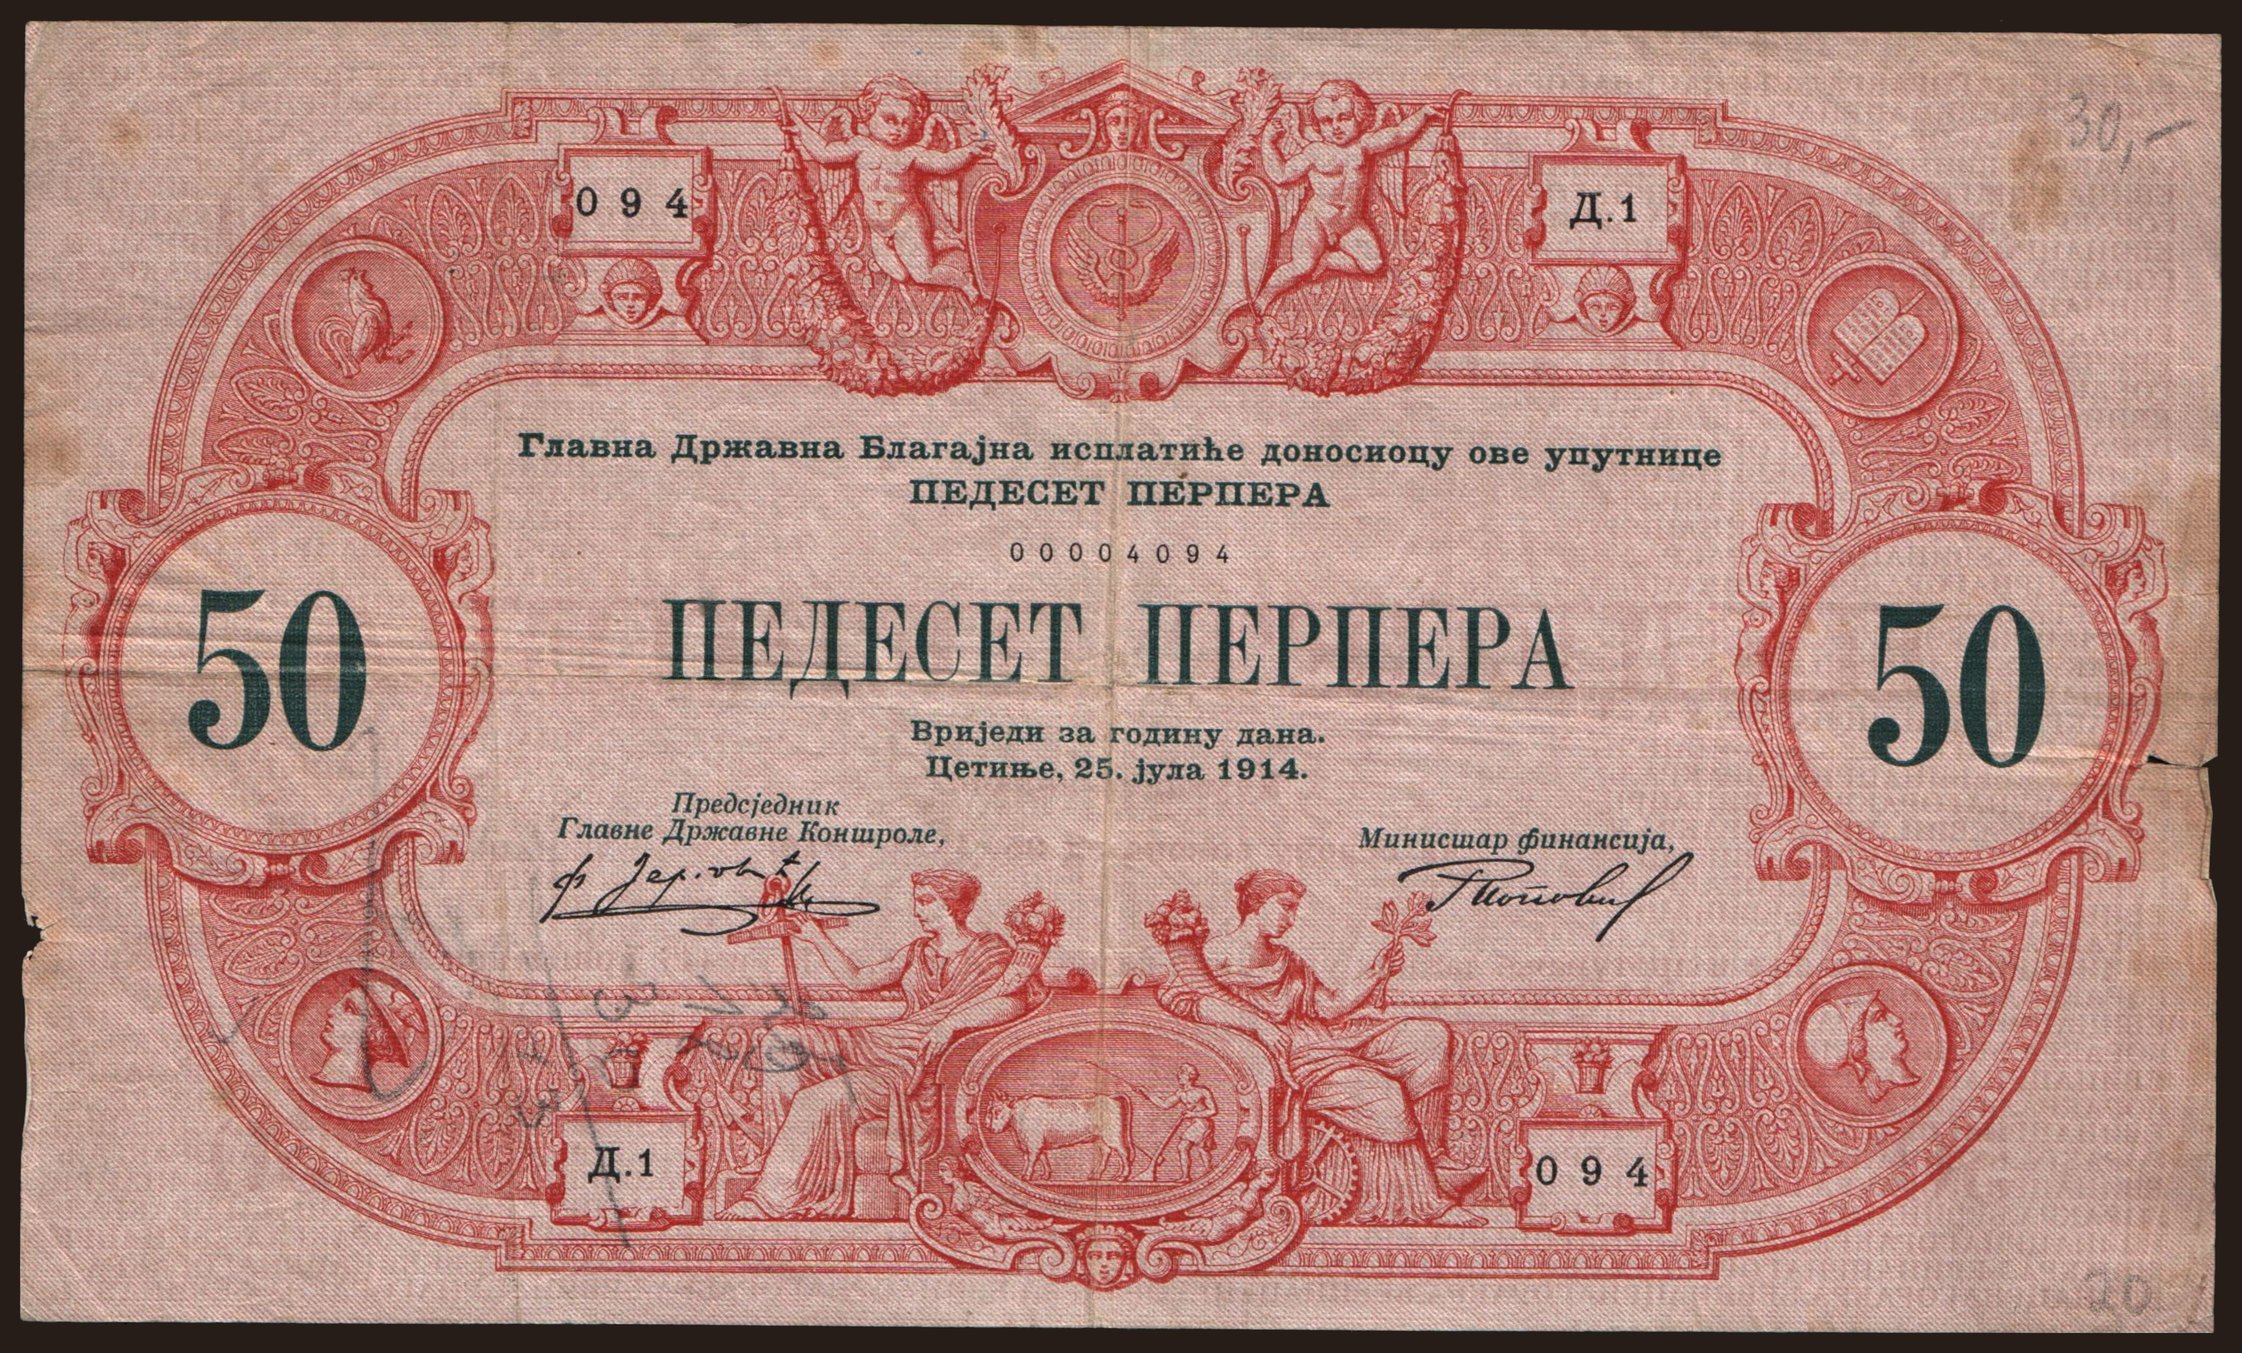 30,-
094
Д.1
Главна Државна Благајна исплатиће доносиоцу ове упутнице
ПЕДЕСЕТ ПЕРПЕРА
00004094
50
ПЕДЕСЕТ ПЕРПЕРА
50
Вриједи за годину дана.
Цетиње, 25. јула 1914.
Предсједник
Главне Државне Контроле,
Министар финансија,
Д.1
094
20